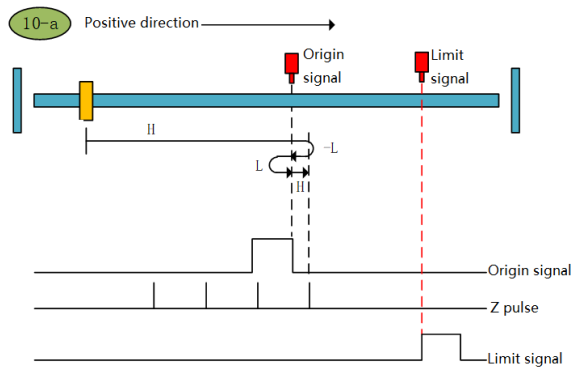 10-a
Positive direction
Origin
signal
Limit
signal
H
-L
L
H
Origin signal
Z pulse
Limit signal